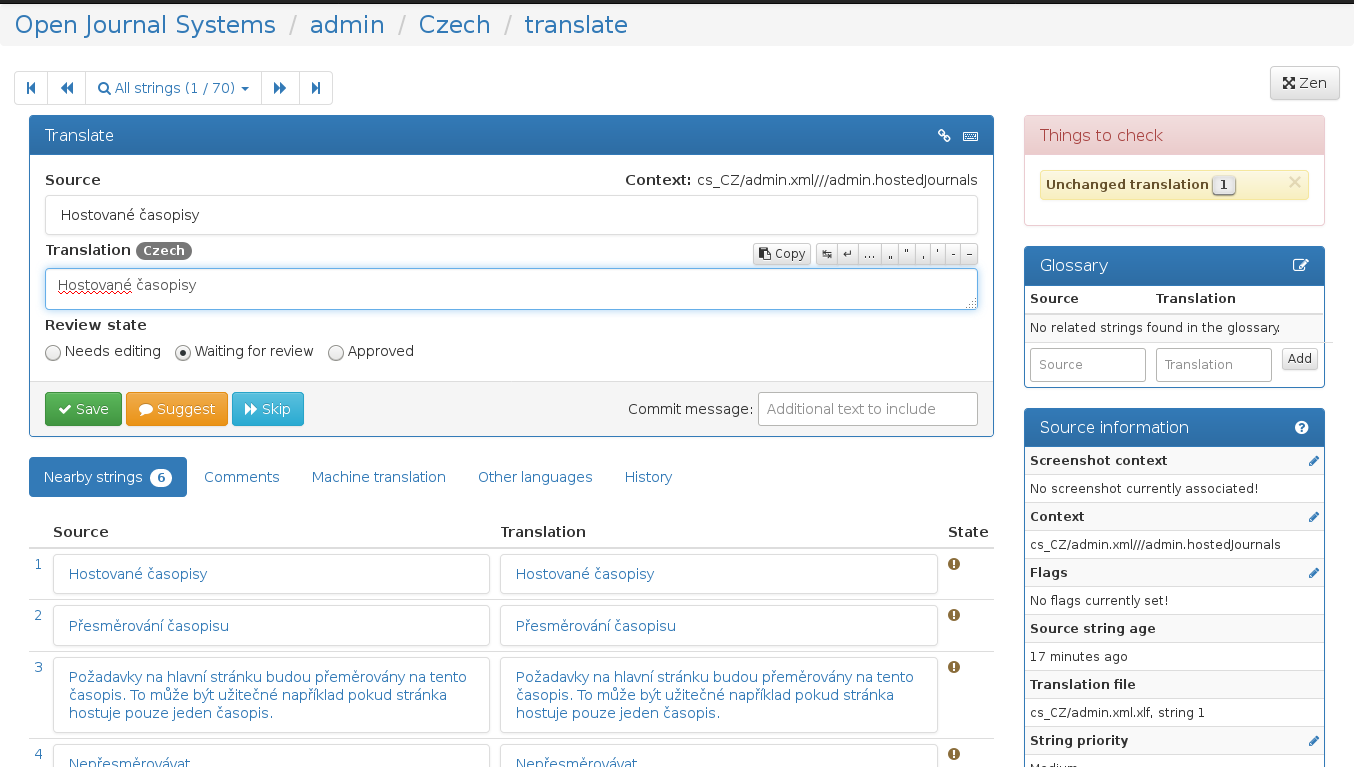 Open Journal Systems / admin / Czech / translate
All strings (1 / 70)
Zen
Translate
Source
Context: cs_CZ/admin.xml///admin.hostedJournals
Hostované časopisy
Translation Czech
Copy ↹ ↵ … „ “ ‚ ‘ - –
Hostované časopisy
Review state
Needs editing Waiting for review Approved
Save Suggest Skip
Commit message: Additional text to include
Nearby strings 6 Comments Machine translation Other languages History
Source Translation State
1 Hostované časopisy Hostované časopisy
2 Přesměrování časopisu Přesměrování časopisu
3
Požadavky na hlavní stránku budou přeměrovány na tento
časopis. To může být užitečné například pokud stránka
hostuje pouze jeden časopis.
Požadavky na hlavní stránku budou přeměrovány na tento
časopis. To může být užitečné například pokud stránka
hostuje pouze jeden časopis.
4 Nepřesměrovávat Nepřesměrovávat
Things to check
Unchanged translation 1 ×
Glossary
Source Translation
No related strings found in the glossary.
Source Translation Add
Source information
Screenshot context
No screenshot currently associated!
Context
cs_CZ/admin.xml///admin.hostedJournals
Flags
No flags currently set!
Source string age
17 minutes ago
Translation file
cs_CZ/admin.xml.xlf, string 1
String priority
Medium